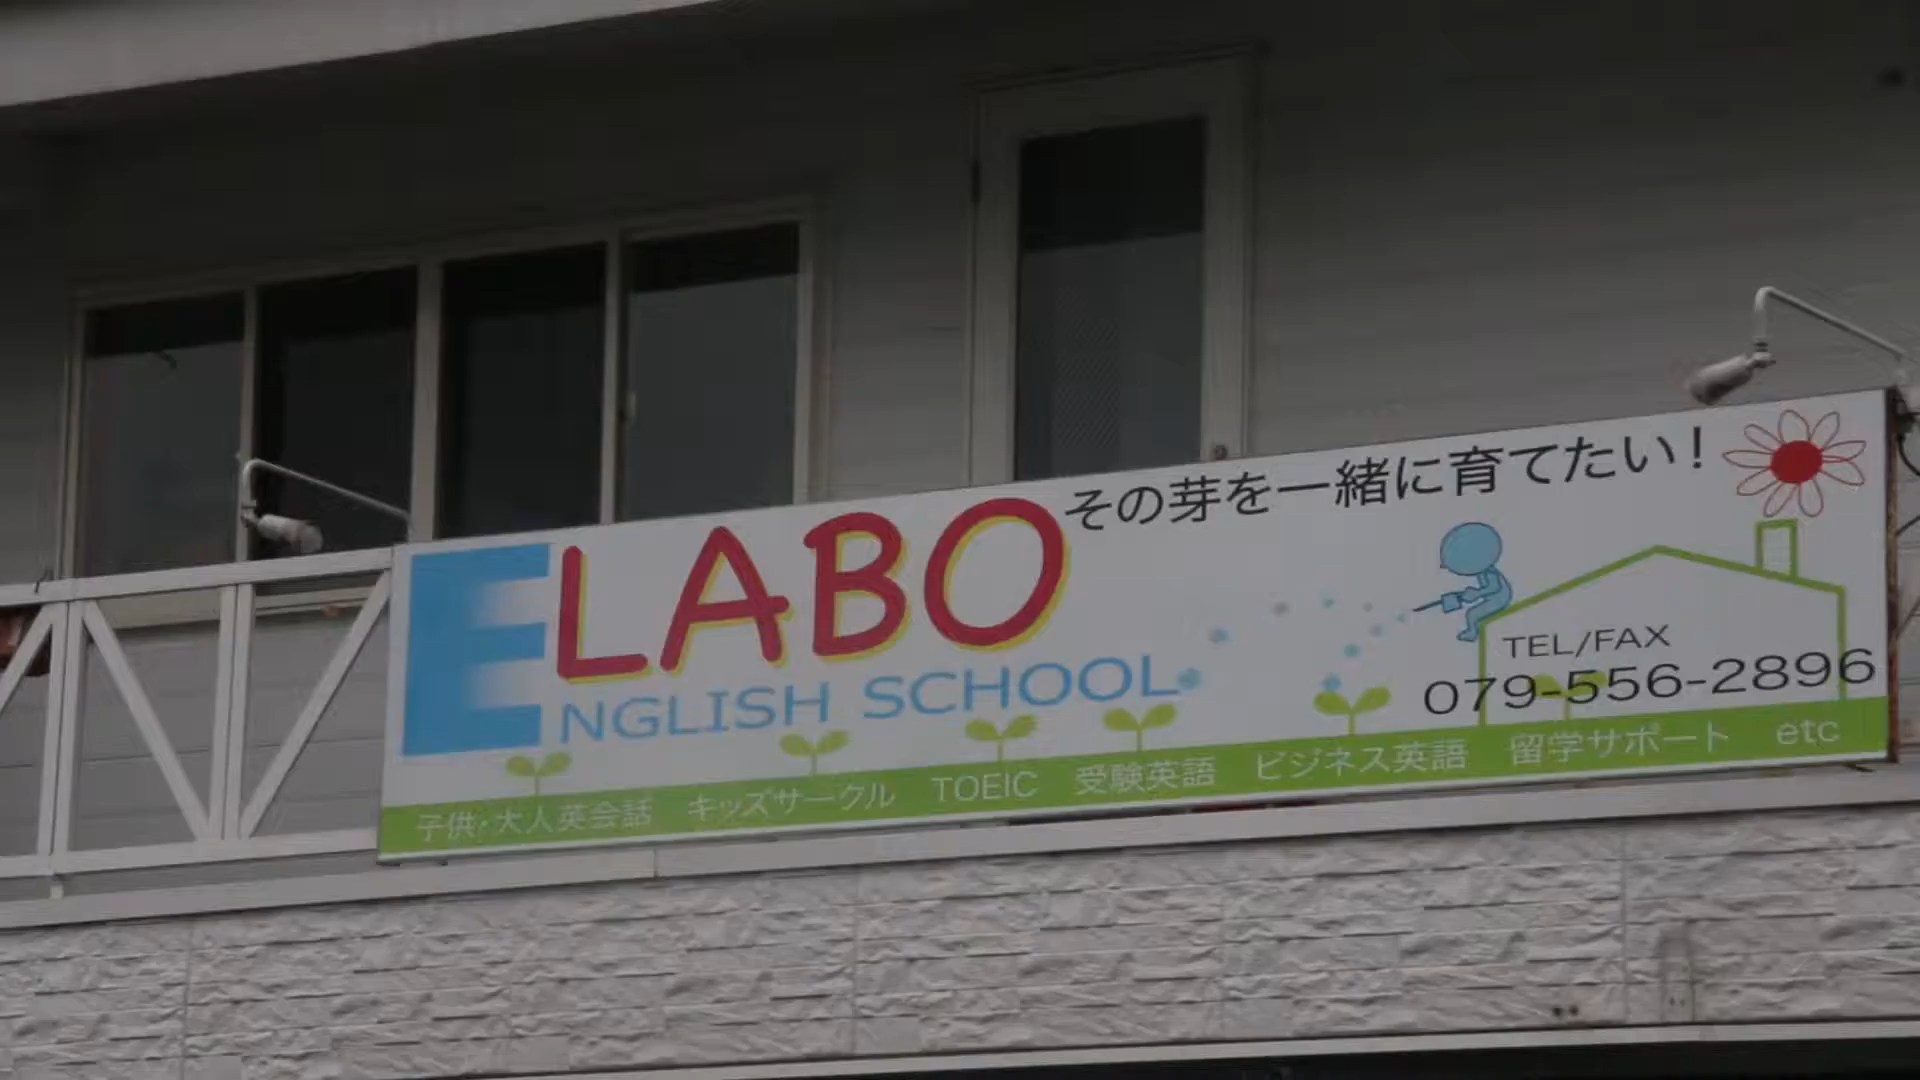 その芽を一緒に育てたい！
ELABO
ENGLISH SCHOOL
TEL/FAX
079-556-2896
子供・大人英会話 キッズサークル TOEIC 受験英語 ビジネス英語 留学サポート etc